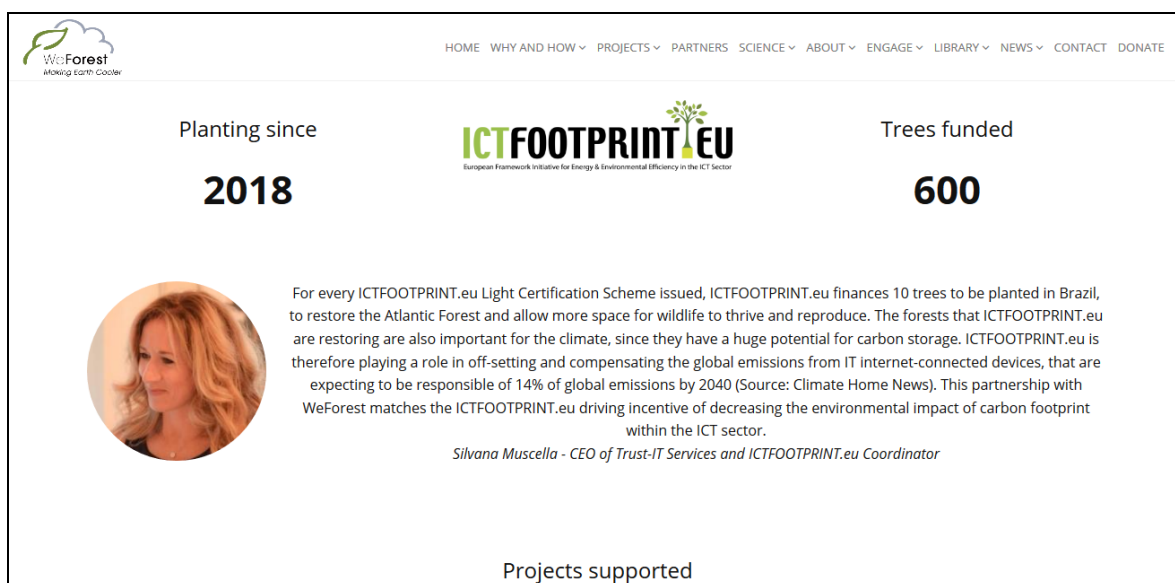 WeForest
Making Earth Cooler
HOME WHY AND HOW PROJECTS PARTNERS SCIENCE ABOUT ENGAGE LIBRARY NEWS CONTACT DONATE
Planting since
2018
ICTFOOTPRINT.EU
European Framework Initiative for Energy & Environmental Efficiency in the ICT Sector
Trees funded
600
For every ICTFOOTPRINT.eu Light Certification Scheme issued, ICTFOOTPRINT.eu finances 10 trees to be planted in Brazil,
to restore the Atlantic Forest and allow more space for wildlife to thrive and reproduce. The forests that ICTFOOTPRINT.eu
are restoring are also important for the climate, since they have a huge potential for carbon storage. ICTFOOTPRINT.eu is
therefore playing a role in off-setting and compensating the global emissions from IT internet-connected devices, that are
expecting to be responsible of 14% of global emissions by 2040 (Source: Climate Home News). This partnership with
WeForest matches the ICTFOOTPRINT.eu driving incentive of decreasing the environmental impact of carbon footprint
within the ICT sector.
Silvana Muscella - CEO of Trust-IT Services and ICTFOOTPRINT.eu Coordinator
Projects supported